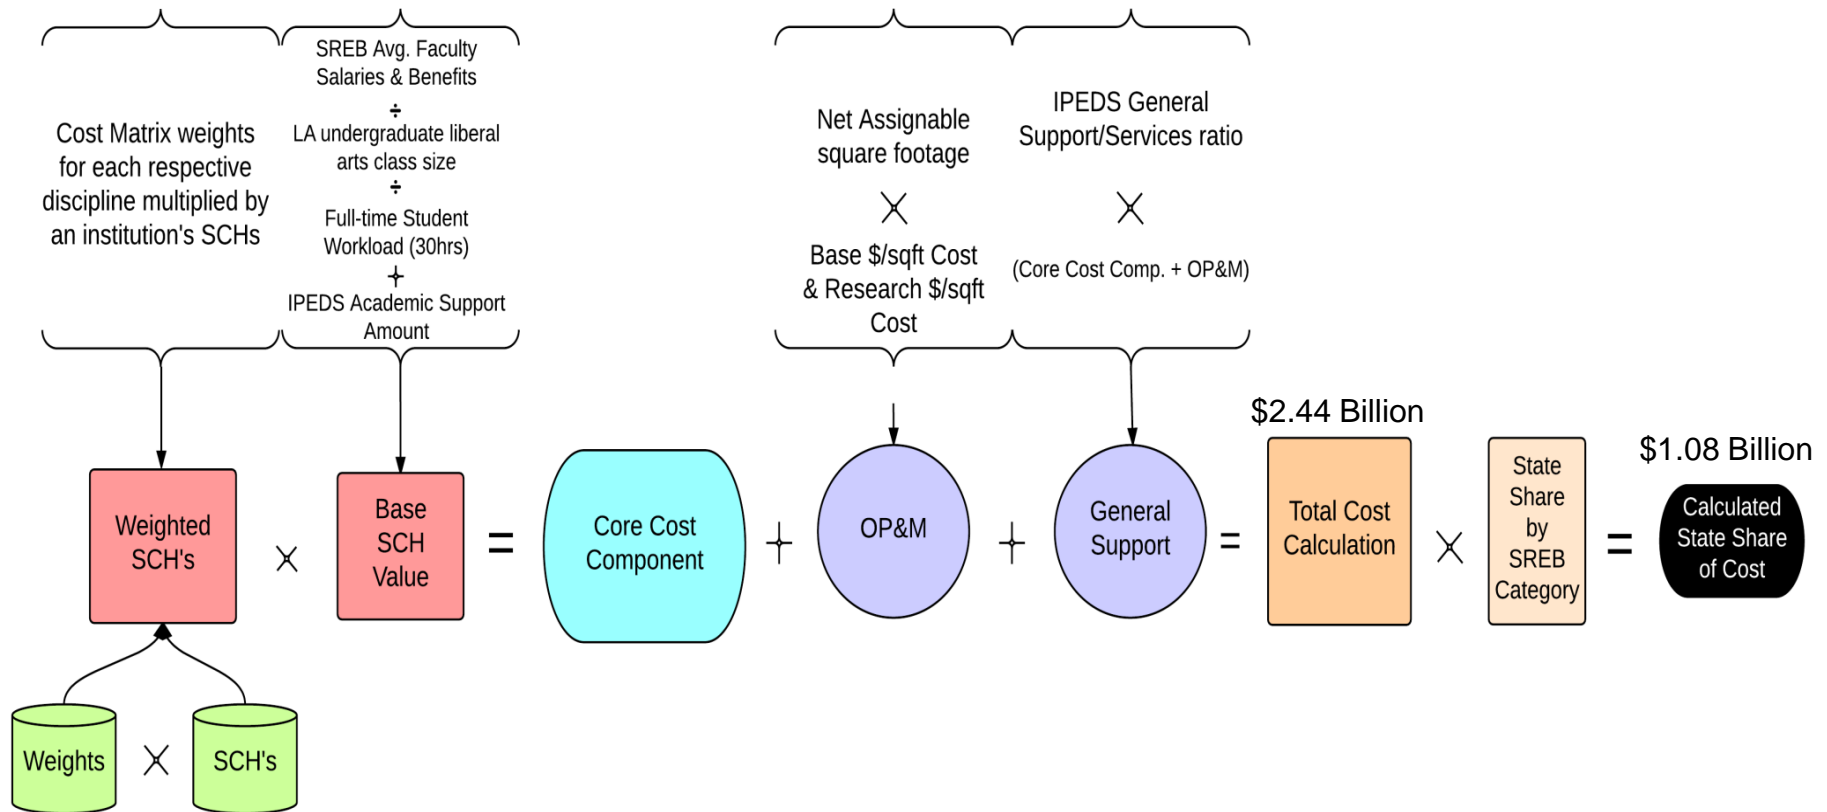 SREB Avg. Faculty
Salaries & Benefits
÷
LA undergraduate liberal
arts class size
÷
Full-time Student
Workload (30hrs)
+
IPEDS Academic Support
Amount
Cost Matrix weights
for each respective
discipline multiplied by
an institution's SCHs
Net Assignable
square footage
×
Base $/sqft Cost
& Research $/sqft
Cost
IPEDS General
Support/Services ratio
×
(Core Cost Comp. + OP&M)
$2.44 Billion
$1.08 Billion
Weighted
SCH's
×
Base
SCH
Value
=
Core Cost
Component
+
OP&M
+
General
Support
=
Total Cost
Calculation
×
State
Share
by
SREB
Category
=
Calculated
State Share
of Cost
Weights
×
SCH's